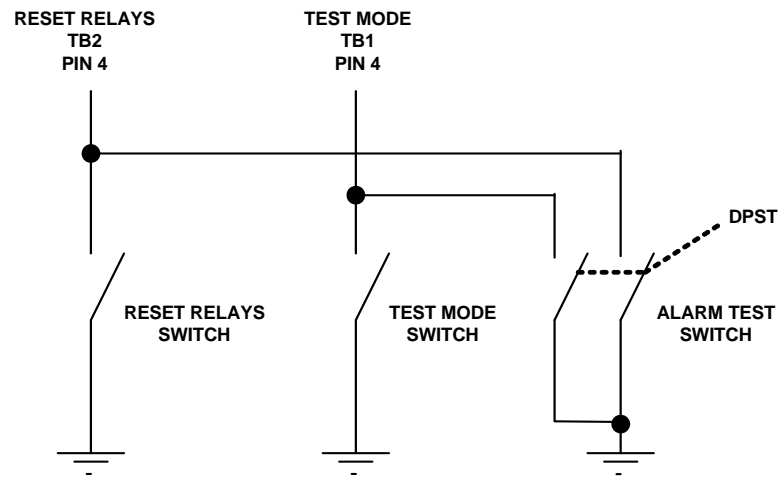 RESET RELAYS
TB2
PIN 4
TEST MODE
TB1
PIN 4
DPST
RESET RELAYS
SWITCH
TEST MODE
SWITCH
ALARM TEST
SWITCH